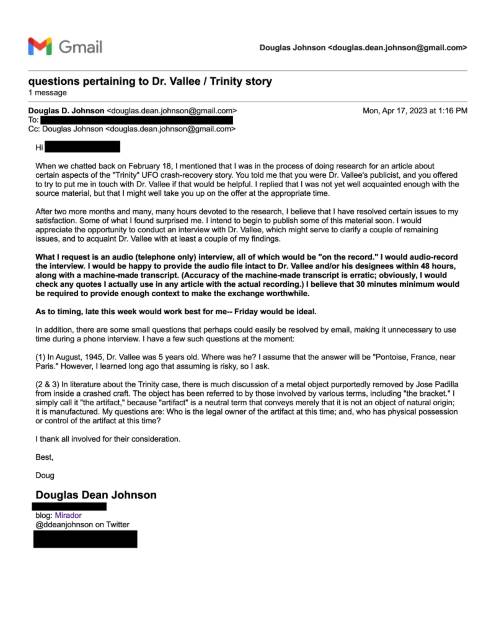 Gmail
Douglas Johnson <douglas.dean.johnson@gmail.com>
questions pertaining to Dr. Vallee / Trinity story
1 message
Douglas D. Johnson <douglas.dean.johnson@gmail.com>
Mon, Apr 17, 2023 at 1:16 PM
To:
Cc: Douglas Johnson <douglas.dean.johnson@gmail.com>
Hi
When we chatted back on February 18, I mentioned that I was in the process of doing research for an article about
certain aspects of the "Trinity" UFO crash-recovery story. You told me that you were Dr. Vallee's publicist, and you offered
to try to put me in touch with Dr. Vallee if that would be helpful. I replied that I was not yet well acquainted enough with the
source material, but that I might well take you up on the offer at the appropriate time.
After two more months and many, many hours devoted to the research, I believe that I have resolved certain issues to my
satisfaction. Some of what I found surprised me. I intend to begin to publish some of this material soon. I would
appreciate the opportunity to conduct an interview with Dr. Vallee, which might serve to clarify a couple of remaining
issues, and to acquaint Dr. Vallee with at least a couple of my findings.
What I request is an audio (telephone only) interview, all of which would be "on the record." I would audio-record
the interview. I would be happy to provide the audio file intact to Dr. Vallee and/or his designees within 48 hours,
along with a machine-made transcript. (Accuracy of the machine-made transcript is erratic; obviously, I would
check any quotes I actually use in any article with the actual recording.) I believe that 30 minutes minimum would
be required to provide enough context to make the exchange worthwhile.
As to timing, late this week would work best for me-- Friday would be ideal.
In addition, there are some small questions that perhaps could easily be resolved by email, making it unnecessary to use
time during a phone interview. I have a few such questions at the moment:
(1) In August, 1945, Dr. Vallee was 5 years old. Where was he? I assume that the answer will be "Pontoise, France, near
Paris." However, I learned long ago that assuming is risky, so I ask.
(2 & 3) In literature about the Trinity case, there is much discussion of a metal object purportedly removed by Jose Padilla
from inside a crashed craft. The object has been referred to by those involved by various terms, including "the bracket." I
simply call it "the artifact," because "artifact" is a neutral term that conveys merely that it is not an object of natural origin;
it is manufactured. My questions are: Who is the legal owner of the artifact at this time; and, who has physical possession
or control of the artifact at this time?
I thank all involved for their consideration.
Best,
Doug
Douglas Dean Johnson
blog: Mirador
@ddeanjohnson on Twitter